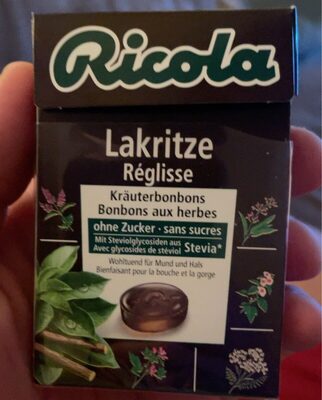 Ricola
Lakritze
Réglisse
Kräuterbonbons
Bonbons aux herbes
ohne Zucker · sans sucres
Mit Steviolglycosiden aus
Avec glycosides de stéviol Stevia*
Wohltuend für Mund und Hals
Bienfaisant pour la bouche et la gorge